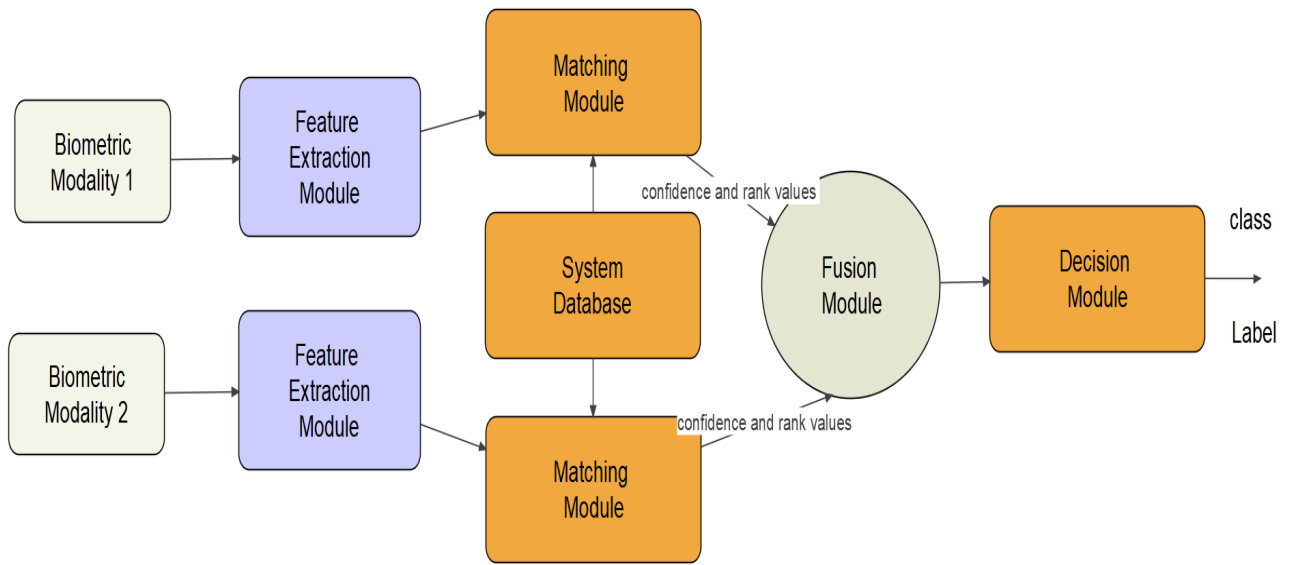 Biometric
Modality 1
Feature
Extraction
Module
Matching
Module
confidence and rank values
System
Database
Biometric
Modality 2
Feature
Extraction
Module
Matching
Module
confidence and rank values
Fusion
Module
Decision
Module
class
Label